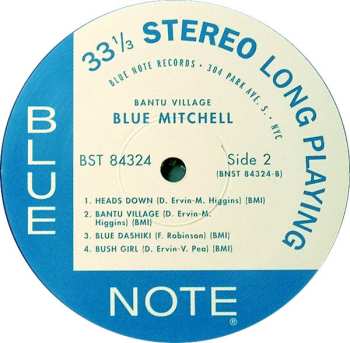 33 1/3 STEREO LONG PLAYING
BLUE NOTE RECORDS • 304 PARK AVE. S. • NYC
BANTU VILLAGE
BLUE MITCHELL
BST 84324 Side 2
(BNST 84324-B)
1. HEADS DOWN (D. Ervin-M. Higgins) (BMI)
2. BANTU VILLAGE (D. Ervin-M.
Higgins) (BMI)
3. BLUE DASHIKI (F. Robinson) (BMI)
4. BUSH GIRL (D. Ervin-V. Pea) (BMI)
BLUE
NOTE®